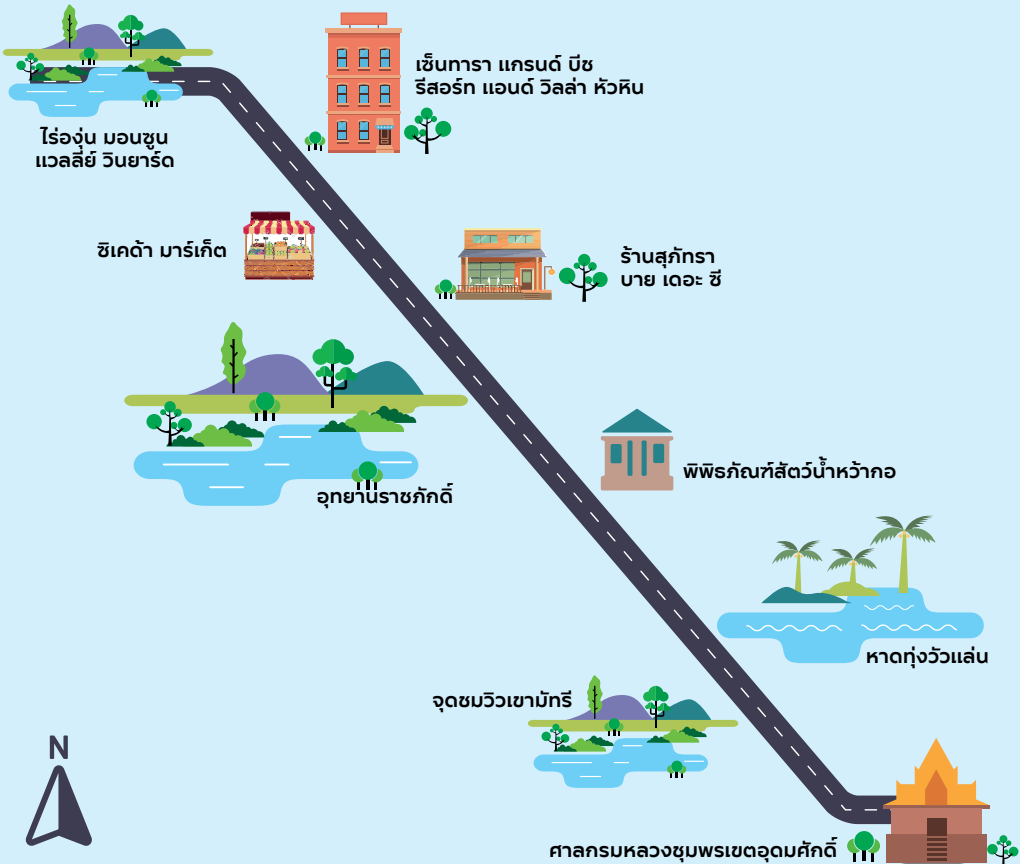 เซ็นทารา แกรนด์ บีช
รีสอร์ท แอนด์ วิลล่า หัวหิน
ไร่องุ่น มอนซูน
แวลลีย์ วินยาร์ด
ซิเคด้า มาร์เก็ต
ร้านสุภัทรา
บาย เดอะ ซี
อุทยานราชภักดิ์
พิพิธภัณฑ์สัตว์น้ำหว้ากอ
หาดทุ่งวัวแล่น
จุดชมวิวเขามัทรี
N
ศาลกรมหลวงชุมพรเขตอุดมศักดิ์